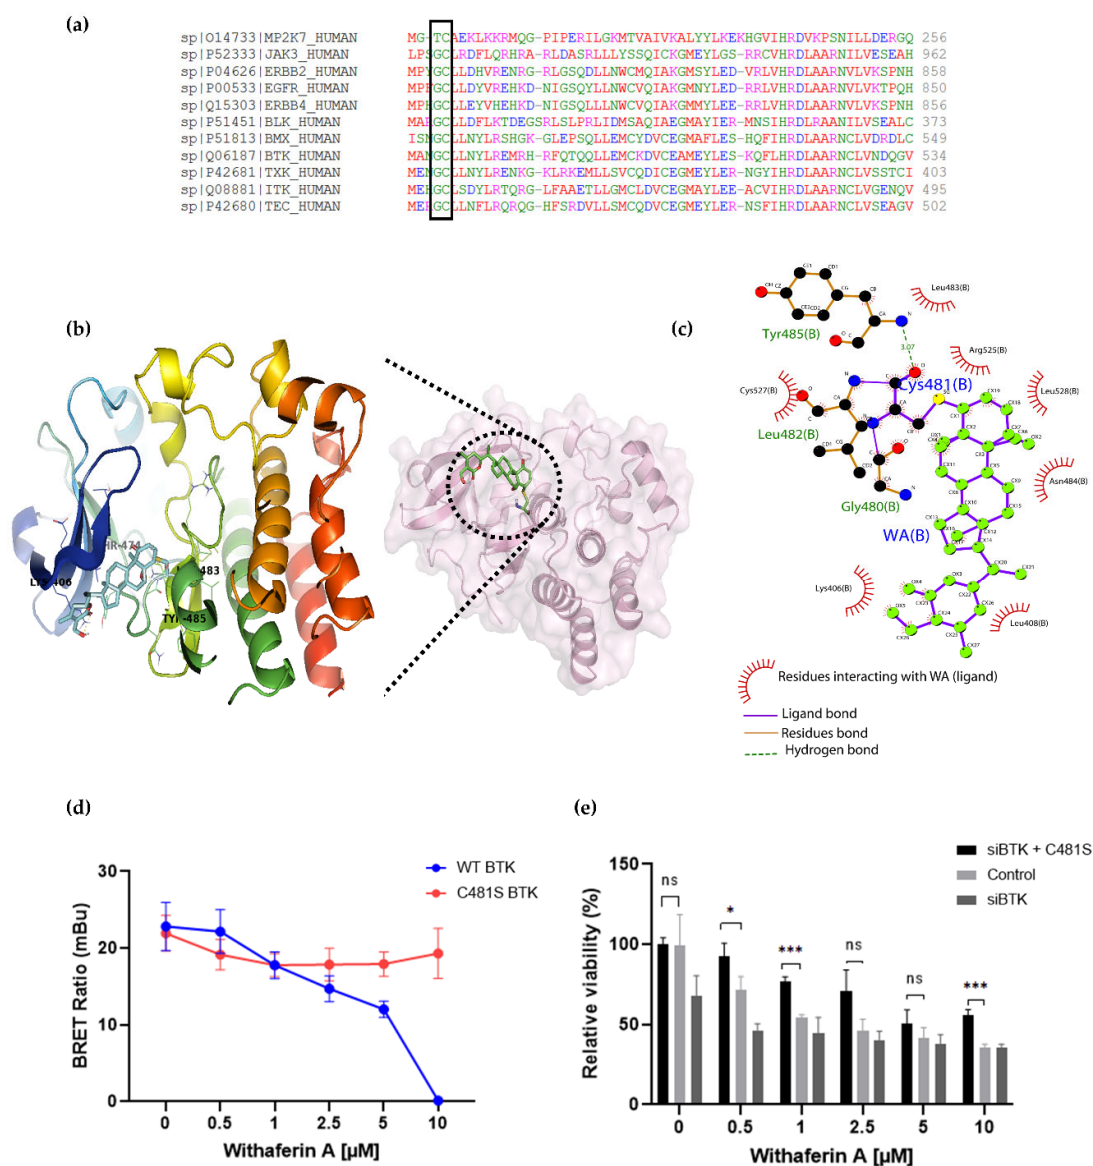 (a)
sp|O14733|MP2K7_HUMAN MG-TCAEKLKKRMQG-PIPERILGKMTVAIVKALYYLKEKHGVIHRDVKPSNILLDERGQ 256
sp|P52333|JAK3_HUMAN LPSGCLRDFLQRHRA-RLDASRLLLYSSQICKGMEYLGS-RRCVHRDLAARNILVESEAH 962
sp|P04626|ERBB2_HUMAN MPYGCLLDHVRENRG-RLGSQDLLNWCMQIAKGMSYLED-VRLVHRDLAARNVLVKSPNH 858
sp|P00533|EGFR_HUMAN MPFGCLLDYVREHKD-NIGSQYLLNWCVQIAKGMNYLED-RRLVHRDLAARNVLVKTPQH 850
sp|Q15303|ERBB4_HUMAN MPHGCLLEYVHEHKD-NIGSQLLLNWCVQIAKGMMYLEE-RRLVHRDLAARNVLVKSPNH 856
sp|P51451|BLK_HUMAN MARGCLLDFLKTDEGSRLSLPRLIDMSAQIAEGMAYIER-MNSIHRDLRAANILVSEALC 373
sp|P51813|BMX_HUMAN ISNGCLLNYLRSHGK-GLEPSQLLEMCYDVCEGMAFLES-HQFIHRDLAARNCLVDRDLC 549
sp|Q06187|BTK_HUMAN MANGCLLNYLREMRH-RFQTQQLLEMCKDVCEAMEYLES-KQFLHRDLAARNCLVNDQGV 534
sp|P42681|TXK_HUMAN MENGCLLNYLRENKG-KLRKEMLLSVCQDICEGMEYLER-NGYIHRDLAARNCLVSSTCI 403
sp|Q08881|ITK_HUMAN MEHGCLSDYLRTQRG-LFAAETLLGMCLDVCEGMAYLEE-ACVIHRDLAARNCLVGENQV 495
sp|P42680|TEC_HUMAN MERGCLLNFLRQRQG-HFSRDVLLSMCQDVCEGMEYLER-NSFIHRDLAARNCLVSEAGV 502
(b)
(c)
Leu483(B)
Tyr485(B)
3.07
Arg525(B)
Cys481(B)
Cys527(B)
Leu528(B)
Leu482(B)
Asn484(B)
Gly480(B)
WA(B)
Lys406(B)
Leu408(B)
483
TYR-485
Residues interacting with WA (ligand)
Ligand bond
Residues bond
Hydrogen bond
(d)
30
20
10
0
BRET Ratio (mBu)
WT BTK
C481S BTK
0 0.5 1 2.5 5 10
Withaferin A [µM]
(e)
siBTK + C481S
Control
siBTK
150
100
50
0
Relative viability (%)
ns * *** ns ns ***
0 0.5 1 2.5 5 10
Withaferin A [µM]